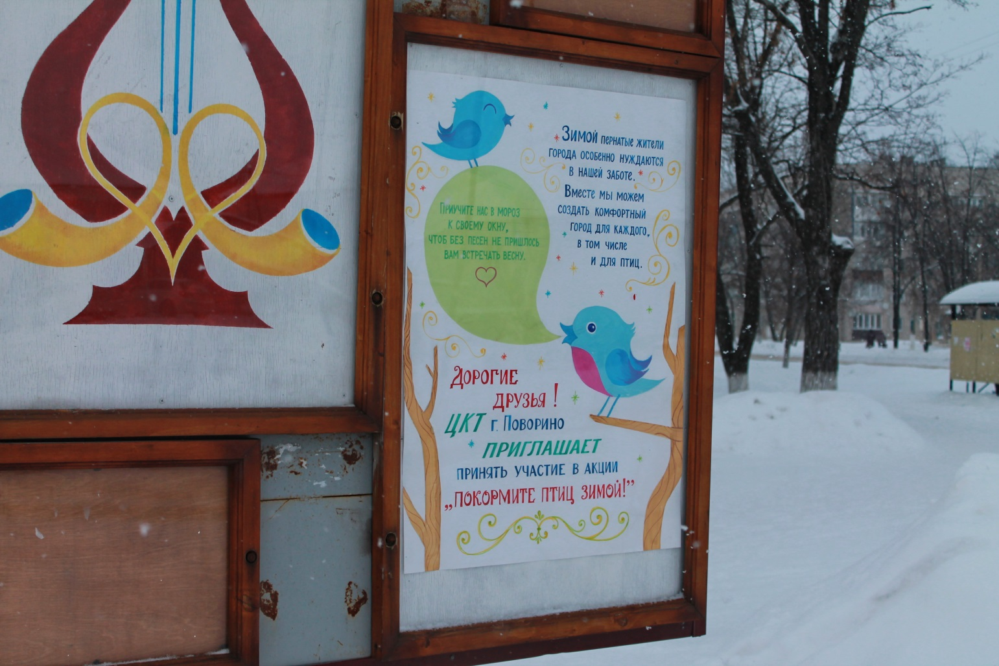 Зимой пернатые жители
города особенно нуждаются
в нашей заботе.
Вместе мы можем
создать комфортный
город для каждого,
в том числе
и для птиц.
Приучите нас в мороз
к своему окну,
чтоб без песен не пришлось
вам встречать весну.
Дорогие
друзья!
ЦКТ г. Поворино
приглашает
принять участие в акции
„Покормите птиц зимой!”